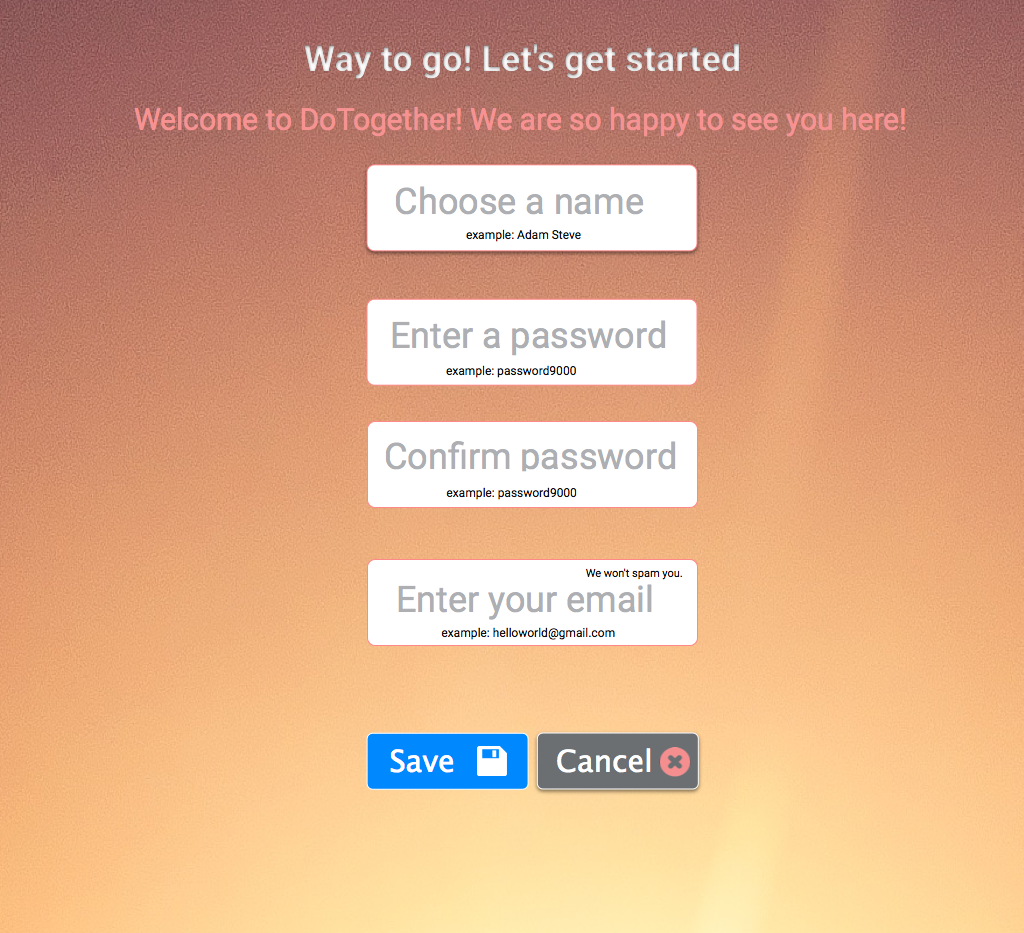 Way to go! Let's get started
Welcome to DoTogether! We are so happy to see you here!
Choose a name
example: Adam Steve
Enter a password
example: password9000
Confirm password
example: password9000
We won't spam you.
Enter your email
example: helloworld@gmail.com
Save
Cancel